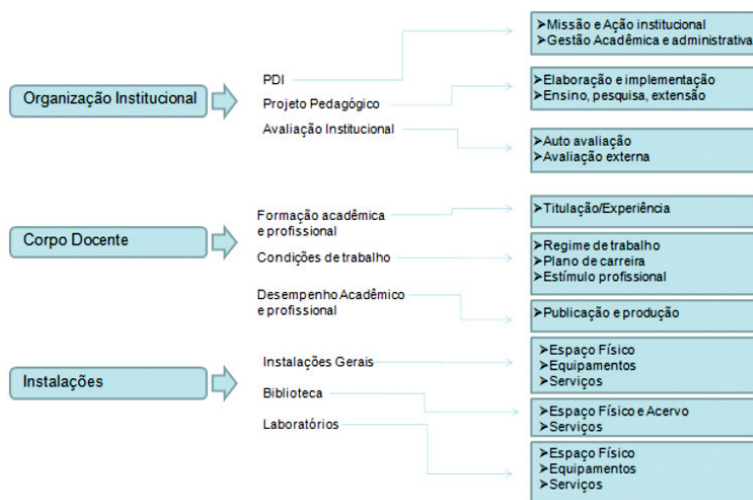 Organização Institucional
PDI
Projeto Pedagógico
Avaliação Institucional
➢Missão e Ação institucional
➢Gestão Acadêmica e administrativa
➢Elaboração e implementação
➢Ensino, pesquisa, extensão
➢Auto avaliação
➢Avaliação externa
Corpo Docente
Formação acadêmica
e profissional
Condições de trabalho
Desempenho Acadêmico
e profissional
➢Titulação/Experiência
➢Regime de trabalho
➢Plano de carreira
➢Estímulo profissional
➢Publicação e produção
Instalações
Instalações Gerais
Biblioteca
Laboratórios
➢Espaço Físico
➢Equipamentos
➢Serviços
➢Espaço Físico e Acervo
➢Serviços
➢Espaço Físico
➢Equipamentos
➢Serviços